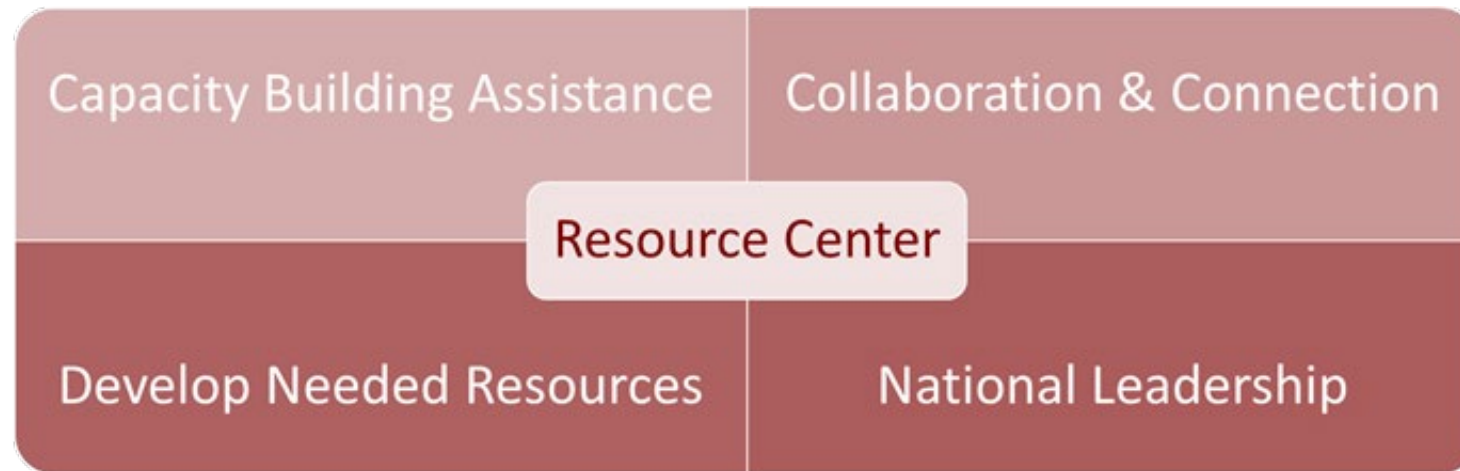 Capacity Building Assistance
Collaboration & Connection
Resource Center
Develop Needed Resources
National Leadership